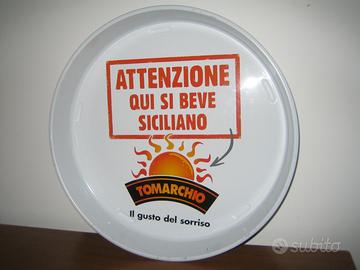 ATTENZIONE
QUI SI BEVE
SICILIANO
TOMARCHIO
Il gusto del sorriso
subito